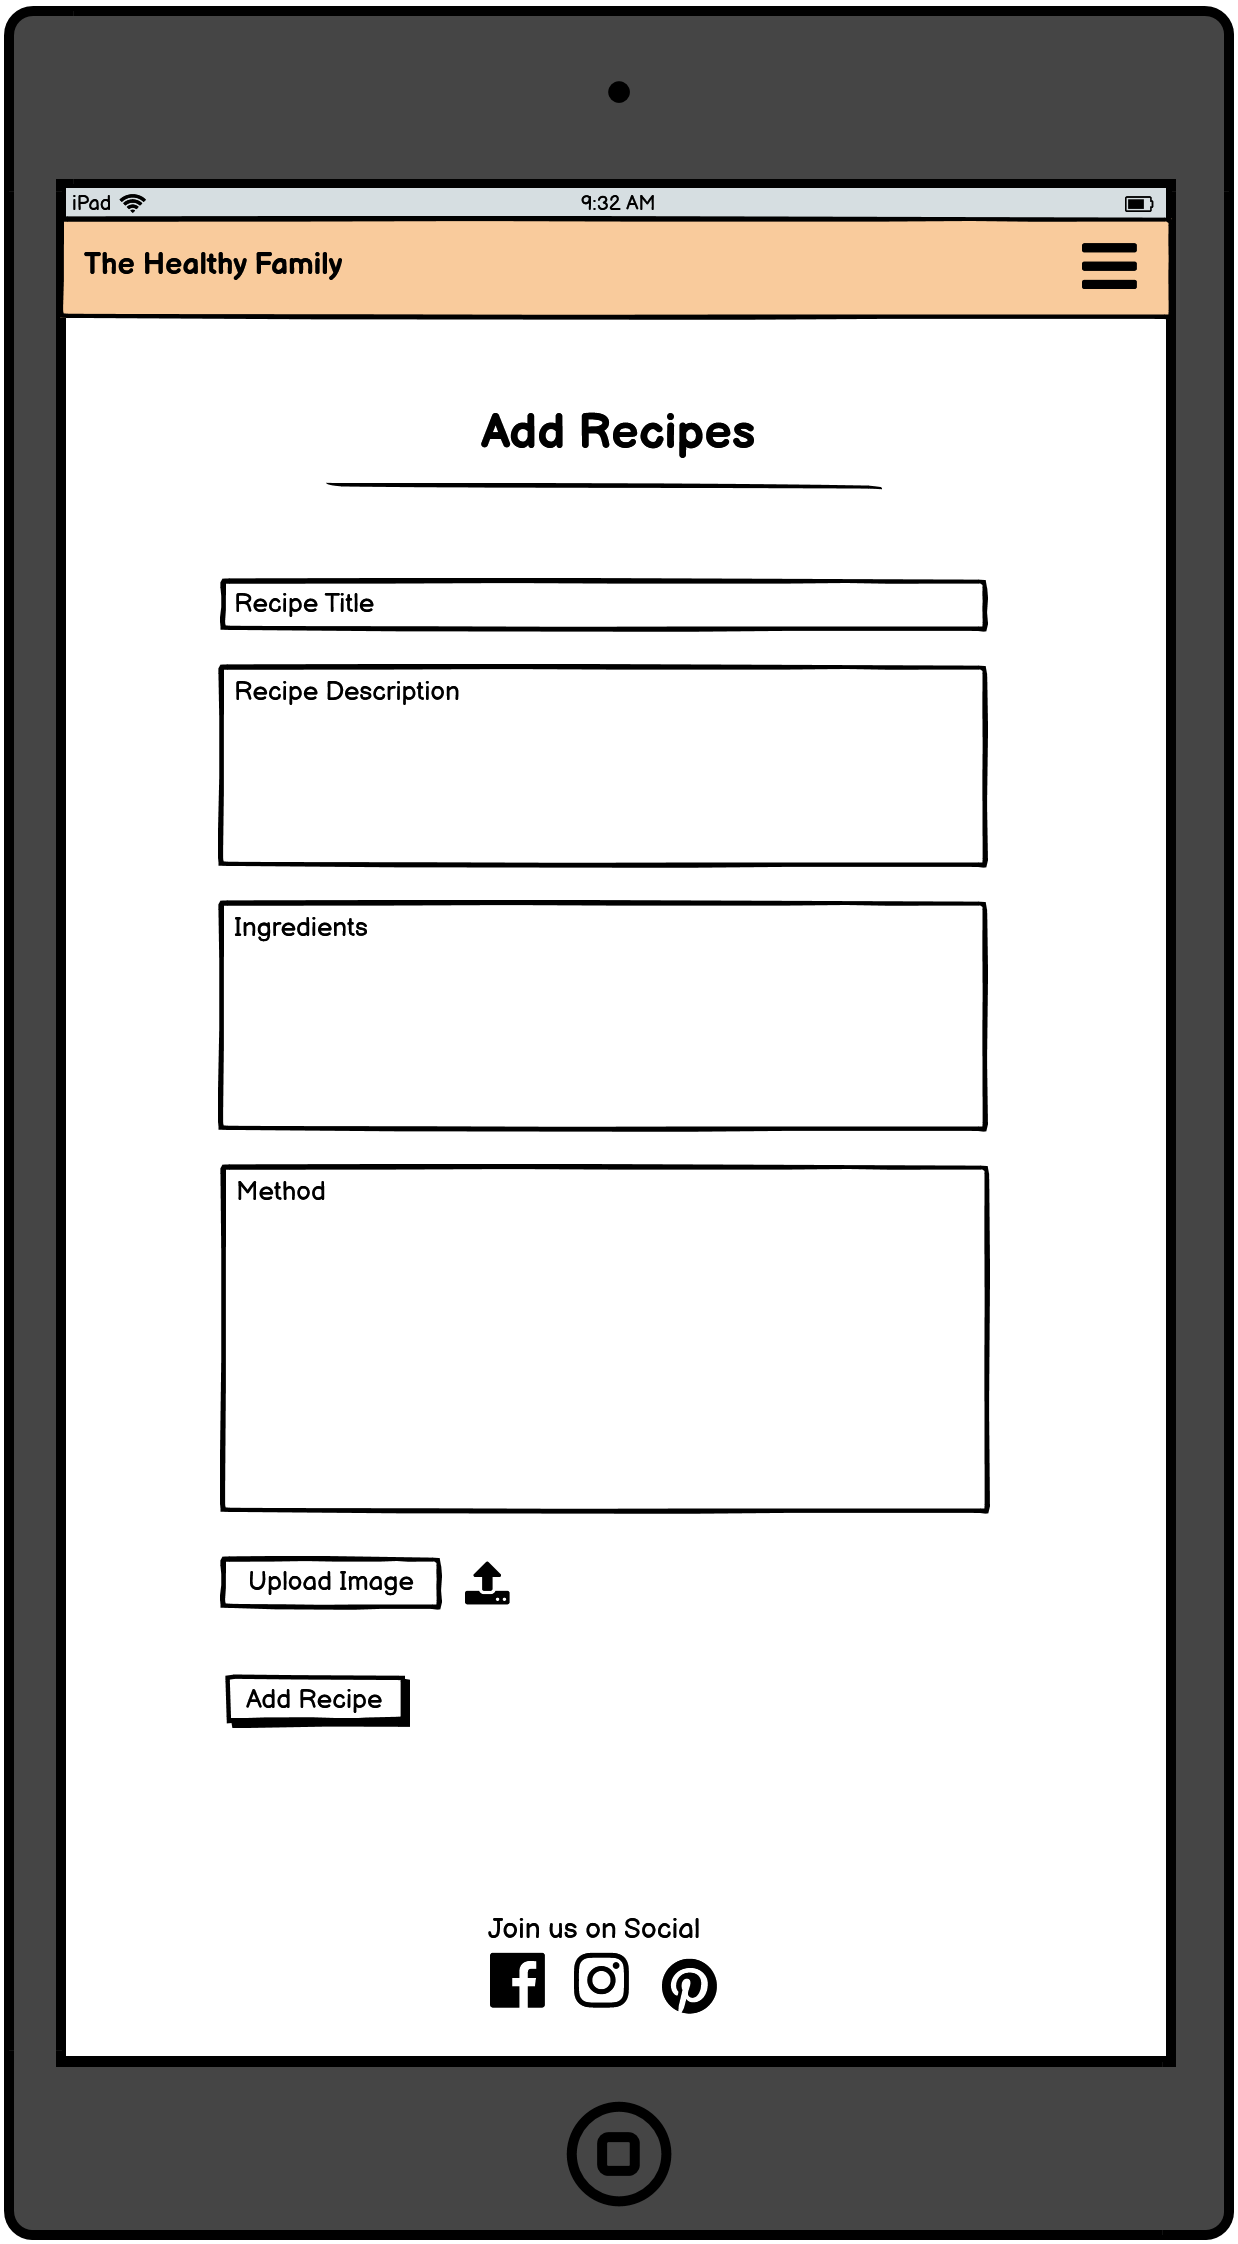 iPad 9:32 AM
The Healthy Family
Add Recipes
Recipe Title
Recipe Description
Ingredients
Method
Upload Image
Add Recipe
Join us on Social